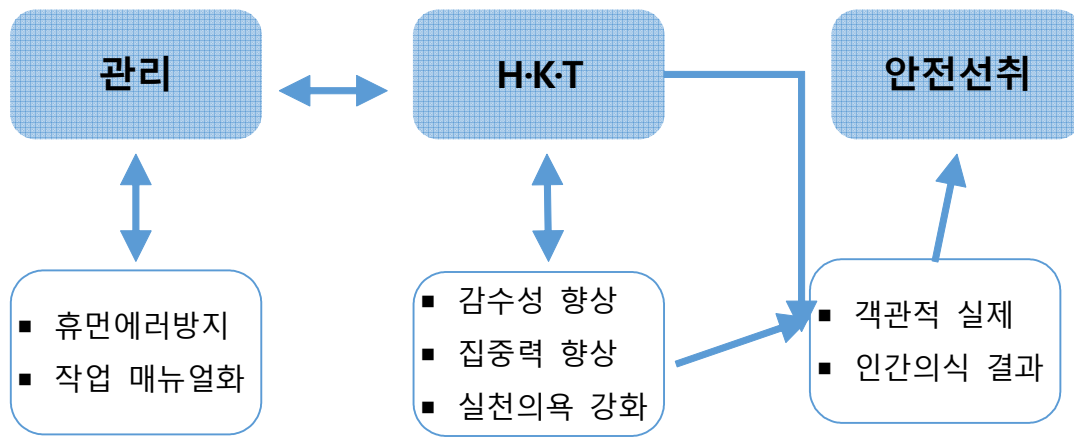 관리
H·K·T
안전선취
▪ 휴먼에러방지
▪ 작업 매뉴얼화
▪ 감수성 향상
▪ 집중력 향상
▪ 실천의욕 강화
▪ 객관적 실제
▪ 인간의식 결과